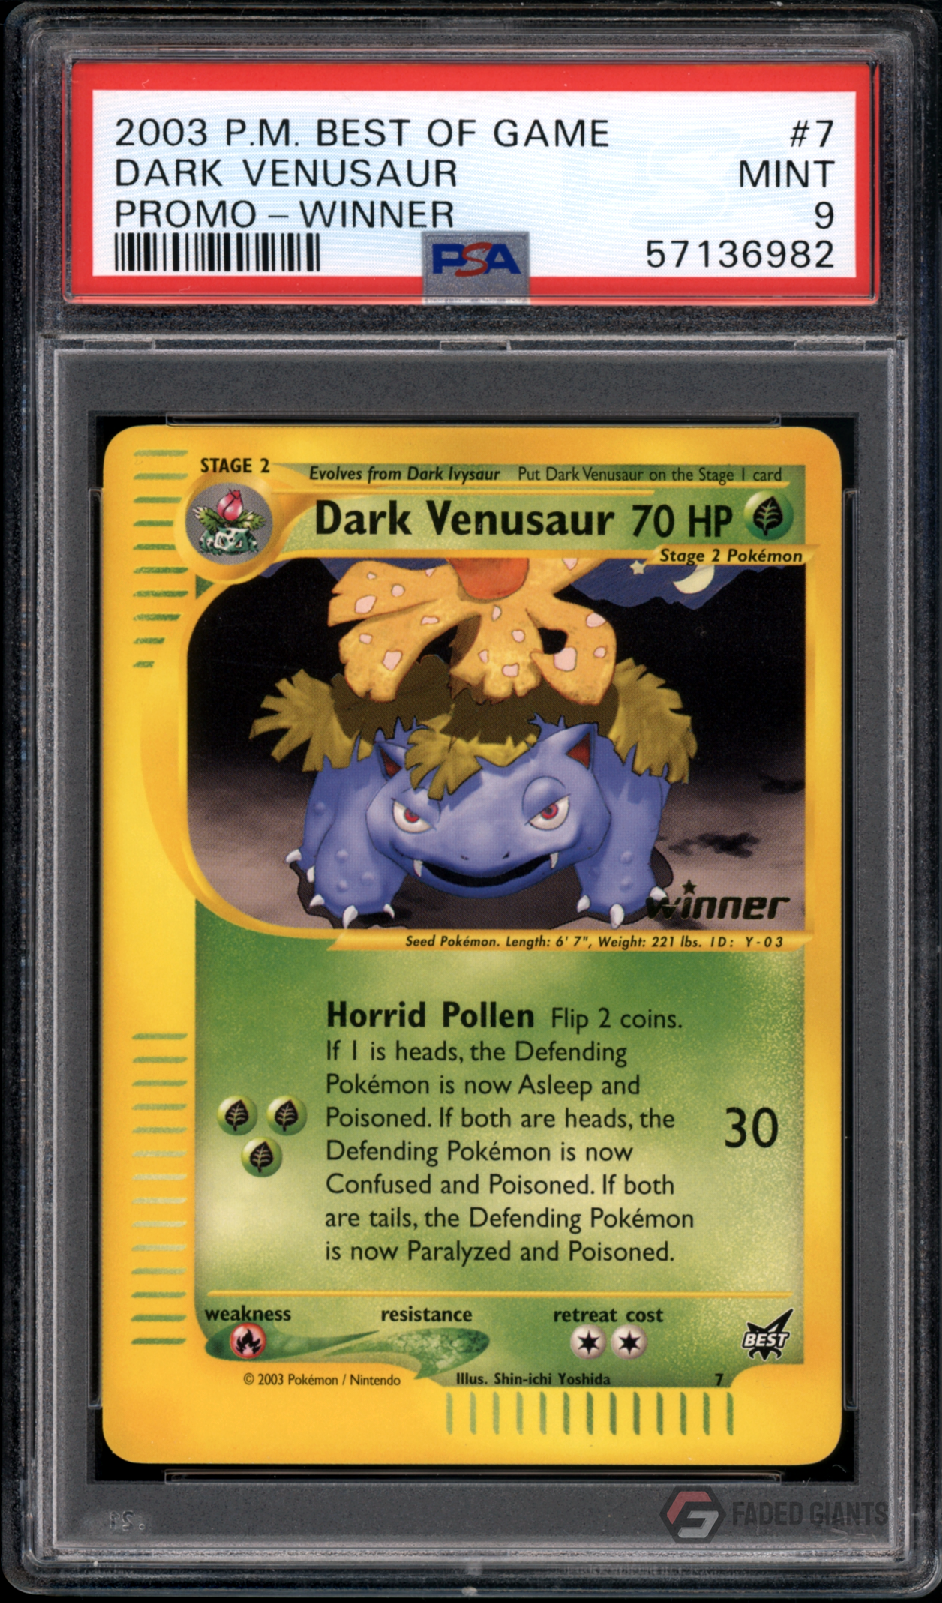 2003 P.M. BEST OF GAME #7
DARK VENUSAUR MINT
PROMO – WINNER 9
PSA 57136982
STAGE 2 Evolves from Dark Ivysaur Put Dark Venusaur on the Stage 1 card
Dark Venusaur 70 HP
Stage 2 Pokémon
winner
Seed Pokémon. Length: 6' 7", Weight: 221 lbs. ID: Y-03
Horrid Pollen Flip 2 coins.
If 1 is heads, the Defending
Pokémon is now Asleep and
Poisoned. If both are heads, the
Defending Pokémon is now
Confused and Poisoned. If both
are tails, the Defending Pokémon
is now Paralyzed and Poisoned.
30
weakness resistance retreat cost
BEST
© 2003 Pokémon / Nintendo Illus. Shin-ichi Yoshida 7
FADED GIANTS